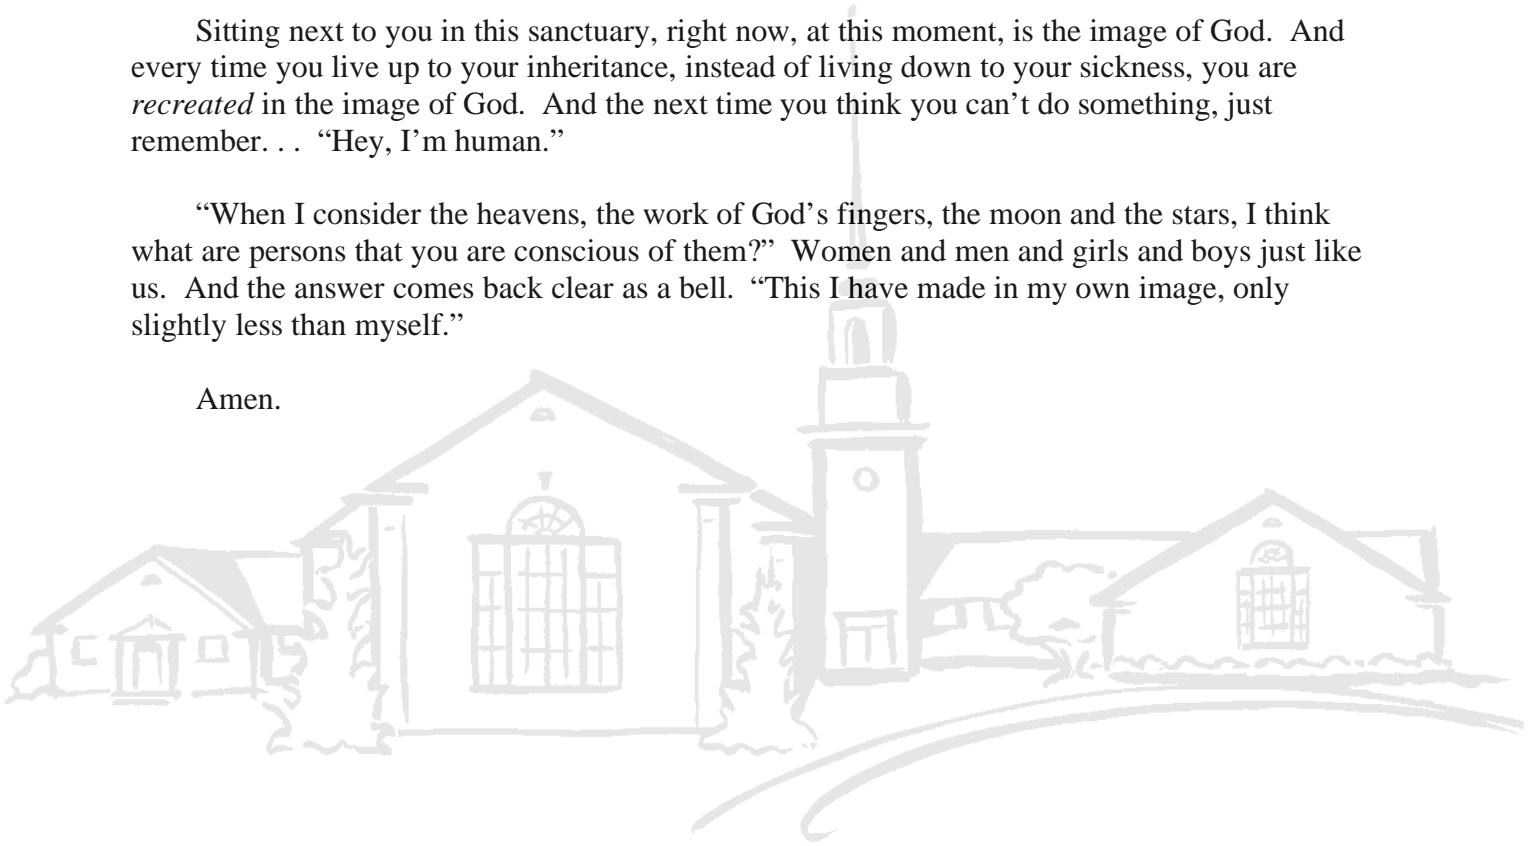 Sitting next to you in this sanctuary, right now, at this moment, is the image of God.  And
every time you live up to your inheritance, instead of living down to your sickness, you are
recreated in the image of God.  And the next time you think you can’t do something, just
remember. . .  “Hey, I’m human.”
“When I consider the heavens, the work of God’s fingers, the moon and the stars, I think
what are persons that you are conscious of them?”  Women and men and girls and boys just like
us.  And the answer comes back clear as a bell.  “This I have made in my own image, only
slightly less than myself.”
Amen.